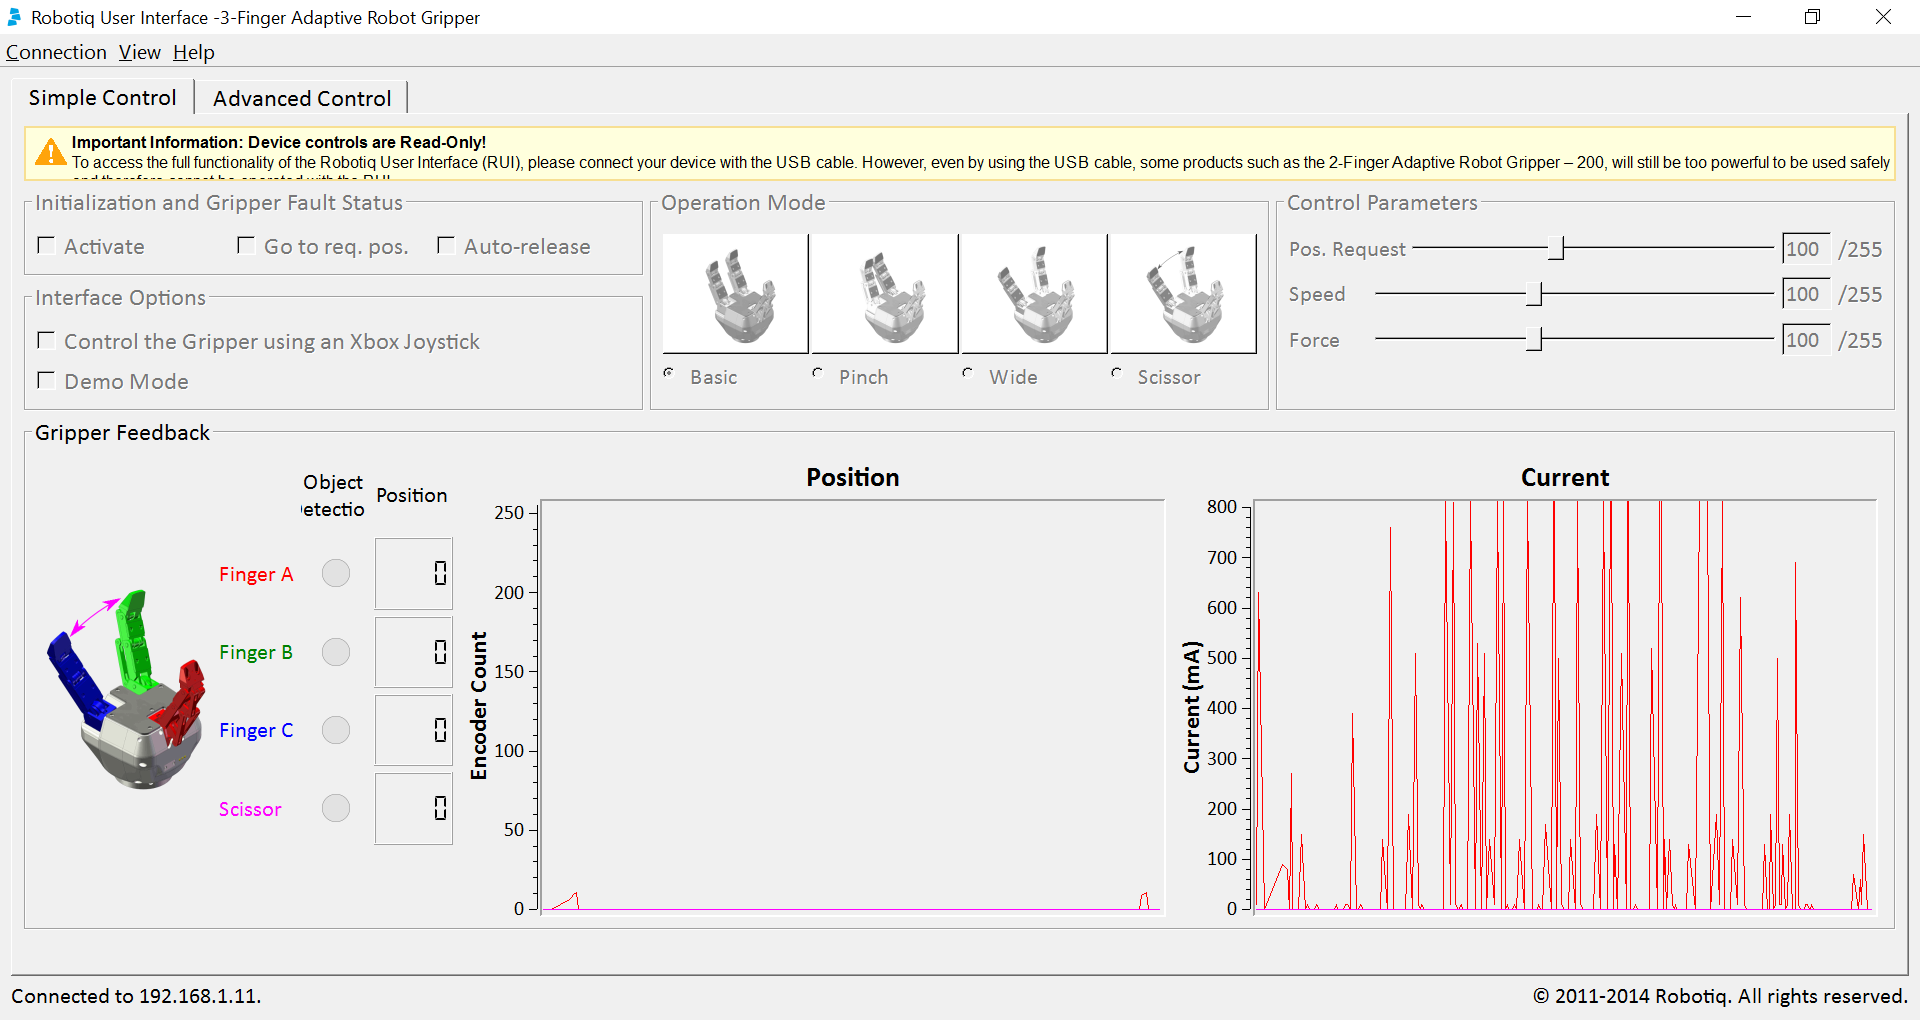 Robotiq User Interface -3-Finger Adaptive Robot Gripper
Connection View Help
Simple Control Advanced Control
Important Information: Device controls are Read-Only!
To access the full functionality of the Robotiq User Interface (RUI), please connect your device with the USB cable. However, even by using the USB cable, some products such as the 2-Finger Adaptive Robot Gripper – 200, will still be too powerful to be used safely
and therefore cannot be operated with the RUI
Initialization and Gripper Fault Status
Activate Go to req. pos. Auto-release
Interface Options
Control the Gripper using an Xbox Joystick
Demo Mode
Operation Mode
Basic Pinch Wide Scissor
Control Parameters
Pos. Request 100 /255
Speed 100 /255
Force 100 /255
Gripper Feedback
Object
etectio
Position
Finger A 0
Finger B 0
Finger C 0
Scissor 0
Position
Encoder Count
250
200
150
100
50
0
Current
Current (mA)
800
700
600
500
400
300
200
100
0
Connected to 192.168.1.11.
© 2011-2014 Robotiq. All rights reserved.